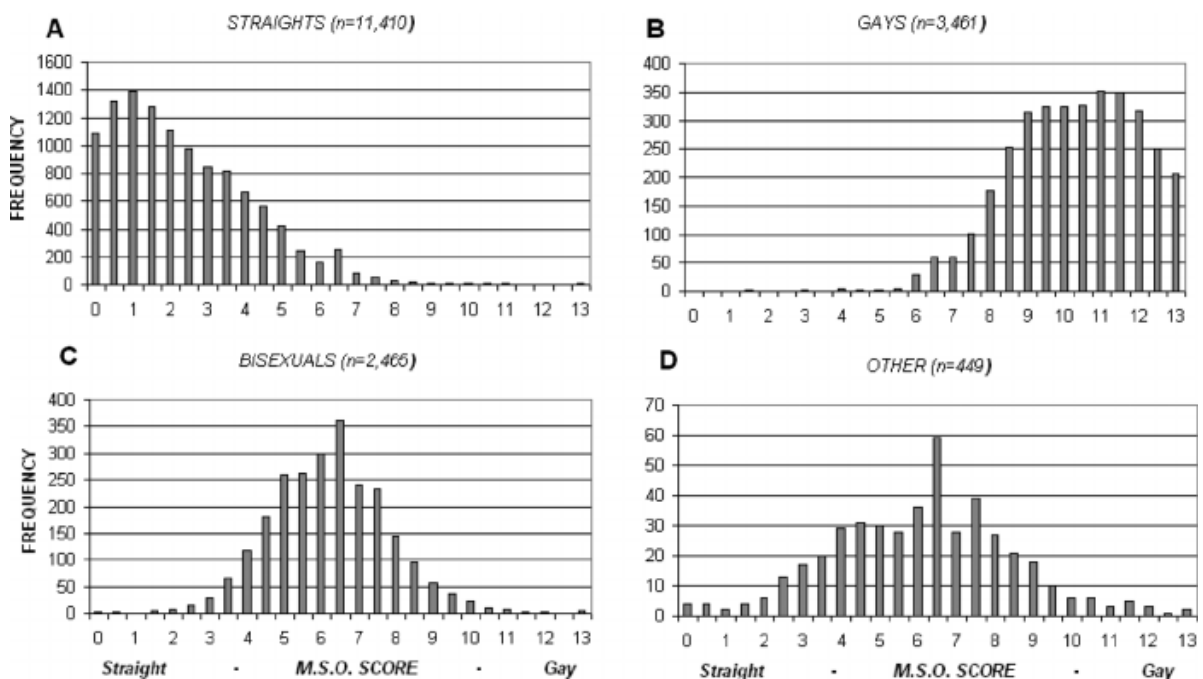 A
STRAIGHTS (n=11,410)
FREQUENCY
1600
1400
1200
1000
800
600
400
200
0
0 1 2 3 4 5 6 7 8 9 10 11 12 13
B
GAYS (n=3,461)
400
350
300
250
200
150
100
50
0
0 1 2 3 4 5 6 7 8 9 10 11 12 13
C
BISEXUALS (n=2,465)
FREQUENCY
400
350
300
250
200
150
100
50
0
0 1 2 3 4 5 6 7 8 9 10 11 12 13
Straight - M.S.O. SCORE - Gay
D
OTHER (n=449)
70
60
50
40
30
20
10
0
0 1 2 3 4 5 6 7 8 9 10 11 12 13
Straight - M.S.O. SCORE - Gay